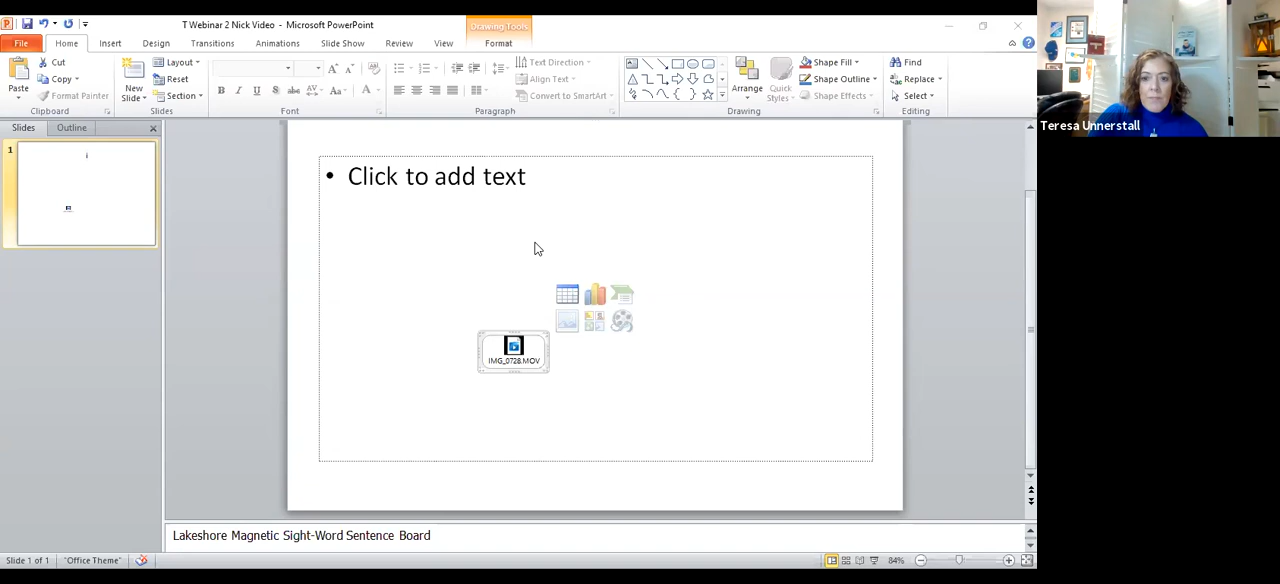 T Webinar 2 Nick Video - Microsoft PowerPoint
Drawing Tools
File Home Insert Design Transitions Animations Slide Show Review View Format
Paste
Cut
Copy
Format Painter
Clipboard
New Slide
Layout
Reset
Section
Slides
Font
Text Direction
Align Text
Convert to SmartArt
Paragraph
Arrange
Quick Styles
Shape Fill
Shape Outline
Shape Effects
Drawing
Find
Replace
Select
Editing
Teresa Unnerstall
Slides Outline
1
• Click to add text
IMG_0728.MOV
Lakeshore Magnetic Sight-Word Sentence Board
Slide 1 of 1 "Office Theme" 84%